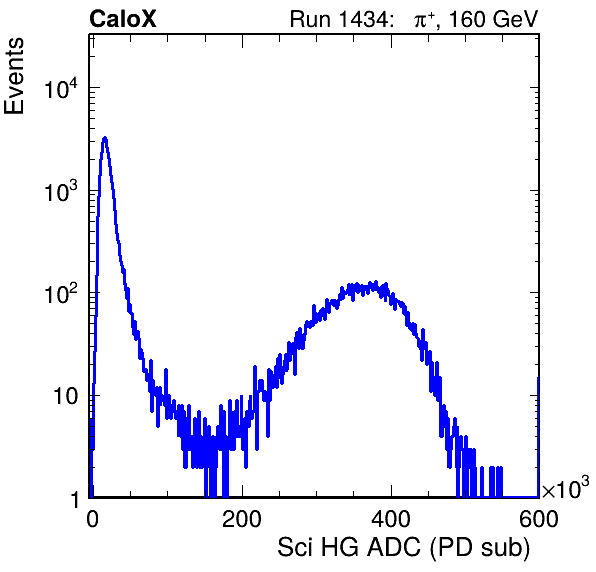 CaloX Run 1434: π⁺, 160 GeV
Events
10⁴
10³
10²
10
1
0 200 400 600
×10³
Sci HG ADC (PD sub)